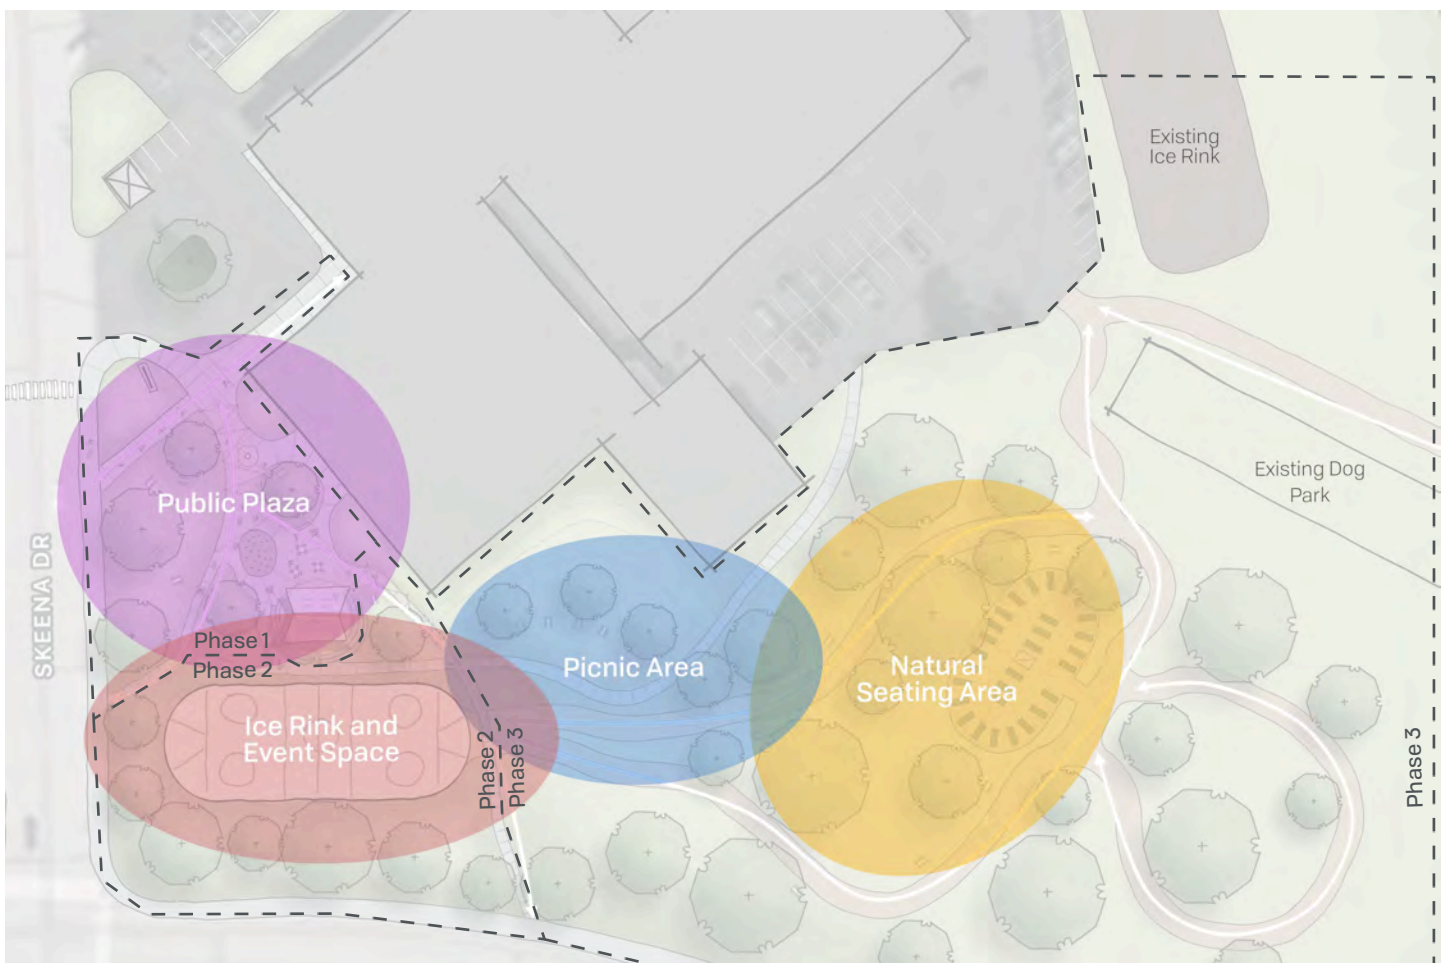 Existing
Ice Rink
Existing Dog
Park
Public Plaza
SKEENA DR
Phase 1
Phase 2
Picnic Area
Natural
Seating Area
Ice Rink and
Event Space
Phase 2
Phase 3
Phase 3